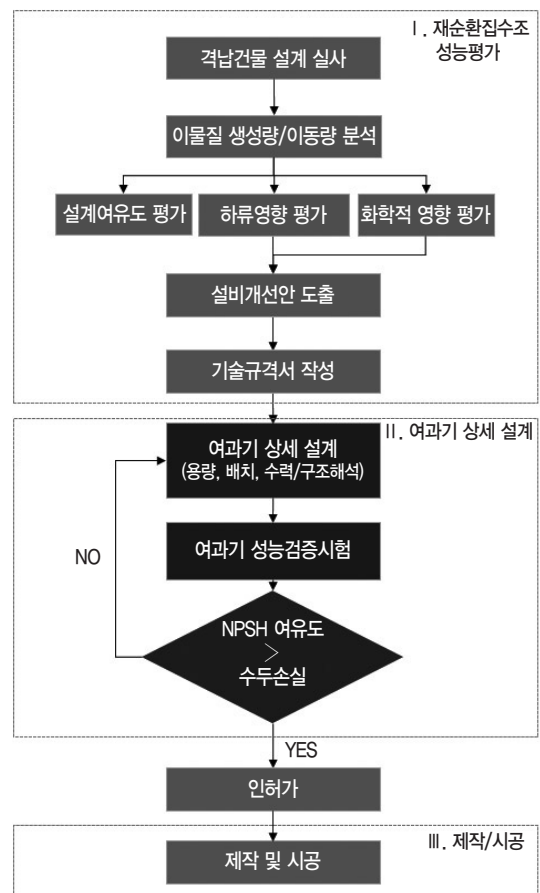 Ⅰ. 재순환집수조
성능평가
격납건물 설계 실사
이물질 생성량/이동량 분석
설계여유도 평가
하류영향 평가
화학적 영향 평가
설비개선안 도출
기술규격서 작성
Ⅱ. 여과기 상세 설계
여과기 상세 설계
(용량, 배치, 수력/구조해석)
여과기 성능검증시험
NO
NPSH 여유도
>
수두손실
YES
인허가
Ⅲ. 제작/시공
제작 및 시공